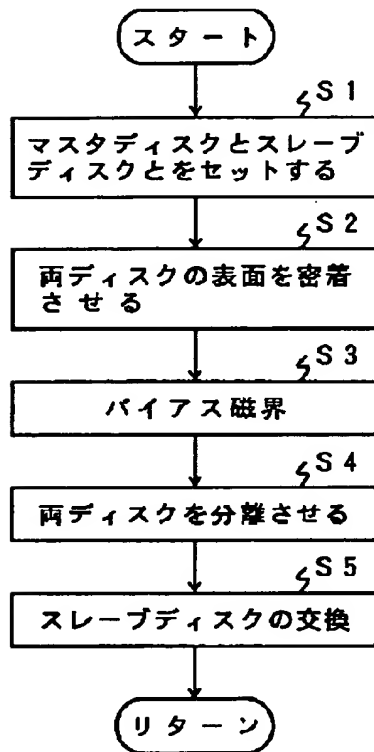 スタート
S1
マスタディスクとスレーブ
ディスクとをセットする
S2
両ディスクの表面を密着
させる
S3
バイアス磁界
S4
両ディスクを分離させる
S5
スレーブディスクの交換
リターン